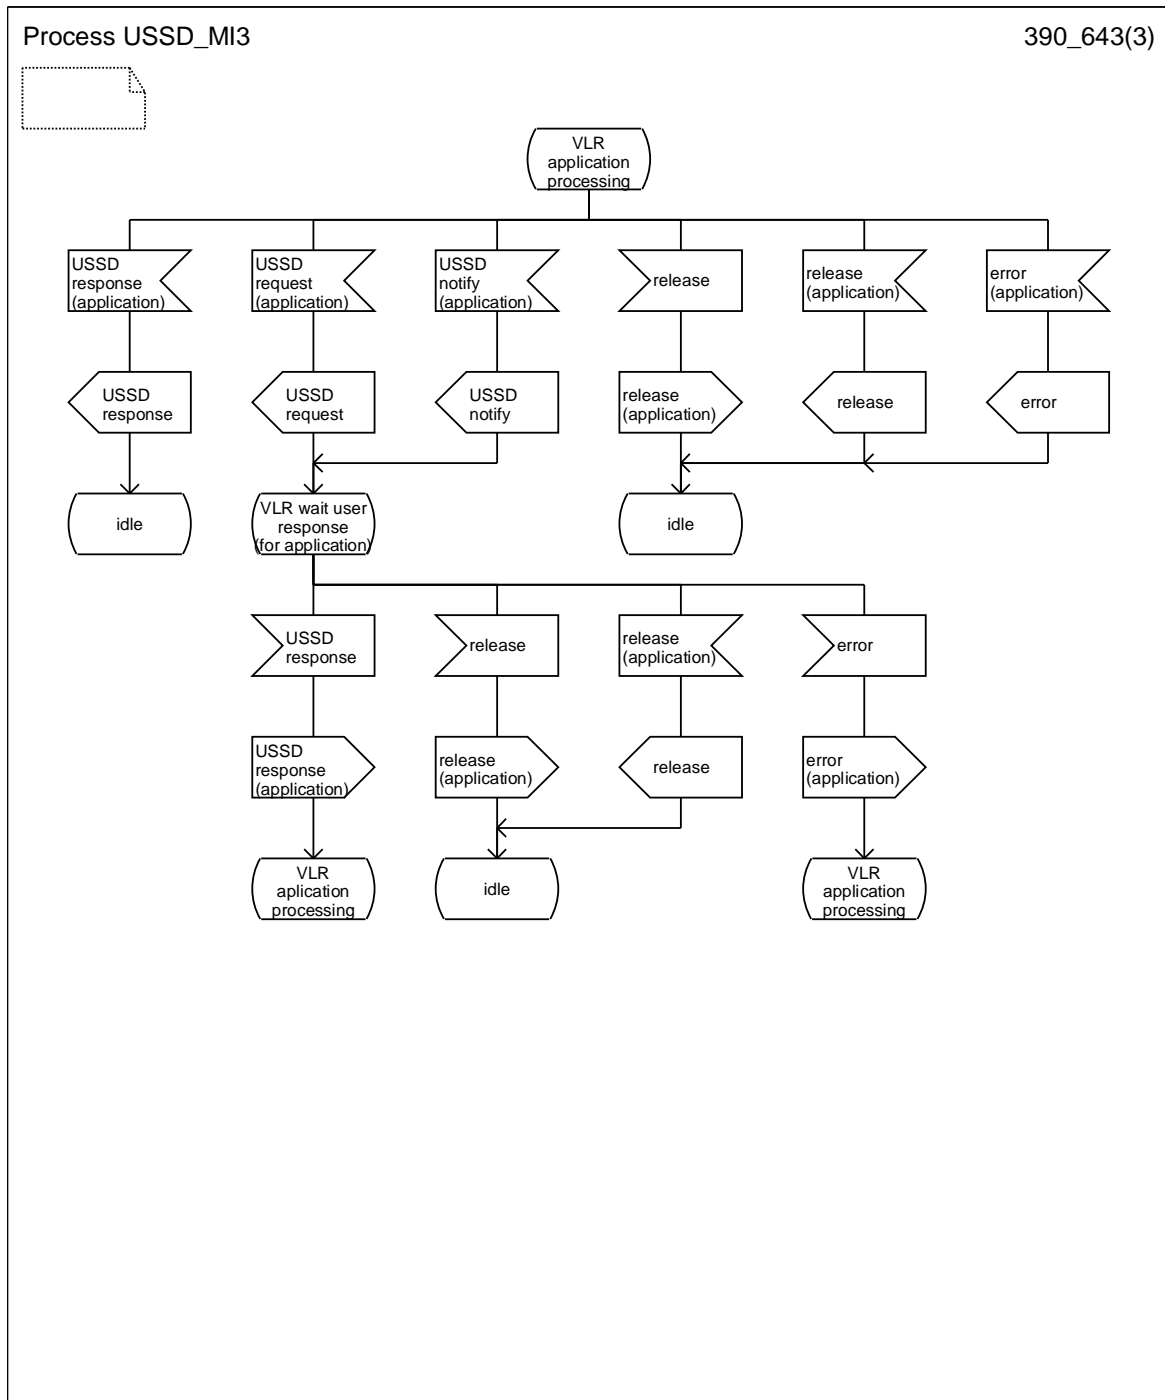 Process USSD_MI3
390_643(3)
VLR
application
processing
USSD
response
(application)
USSD
request
(application)
USSD
notify
(application)
release
release
(application)
error
(application)
USSD
response
USSD
request
USSD
notify
release
(application)
release
error
idle
VLR wait user
response
(for application)
idle
USSD
response
release
release
(application)
error
USSD
response
(application)
release
(application)
release
error
(application)
VLR
aplication
processing
idle
VLR
application
processing